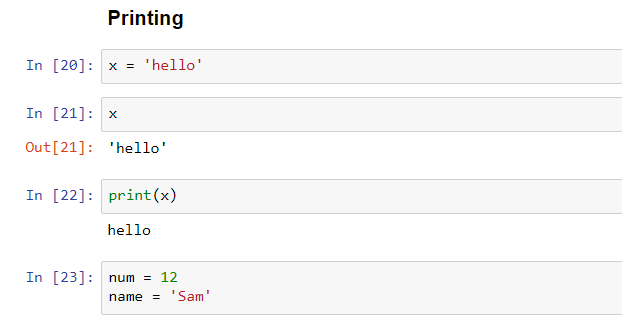 Printing
In [20]: x = 'hello'
In [21]: x
Out[21]: 'hello'
In [22]: print(x)
hello
In [23]: num = 12
name = 'Sam'